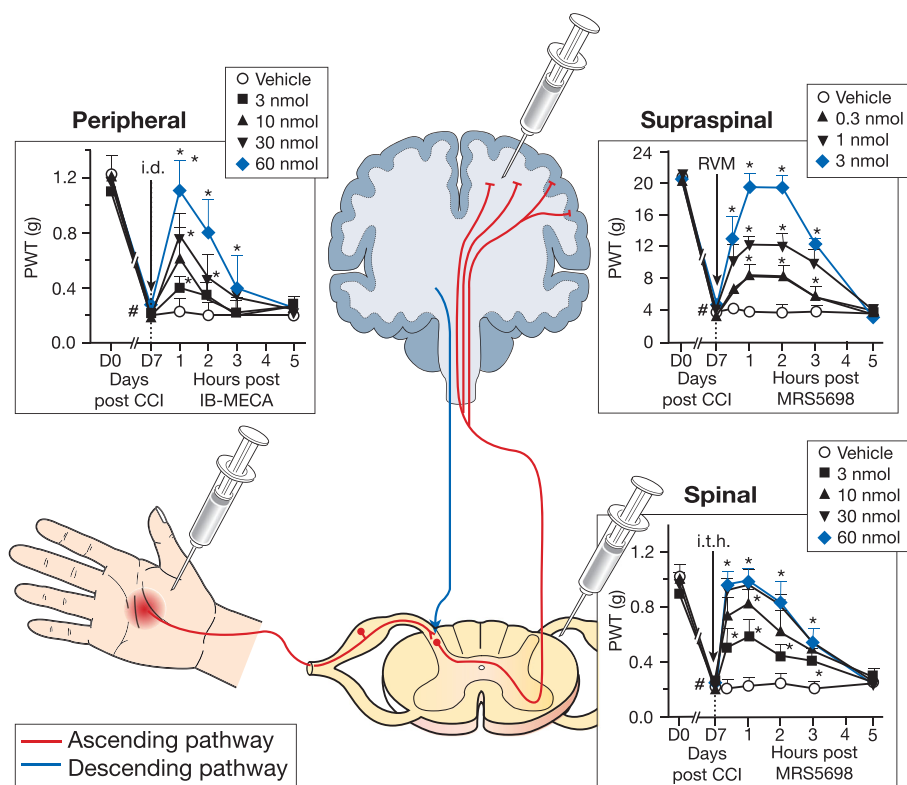 Peripheral
Vehicle
3 nmol
10 nmol
30 nmol
60 nmol
PWT (g)
1.2
0.8
0.4
0.0
i.d.
#
* *
*
*
*
*
*
D0 D7 1 2 3 4 5
Days Hours post
post CCI IB-MECA
Supraspinal
Vehicle
0.3 nmol
1 nmol
3 nmol
PWT (g)
24
20
16
12
8
4
0
RVM
#
* * *
* * * *
* * *
D0 D7 1 2 3 4 5
Days Hours post
post CCI MRS5698
Spinal
Vehicle
3 nmol
10 nmol
30 nmol
60 nmol
PWT (g)
1.2
0.8
0.4
0.0
i.t.h.
#
* * *
*
*
* *
*
*
D0 D7 1 2 3 4 5
Days Hours post
post CCI MRS5698
Ascending pathway
Descending pathway